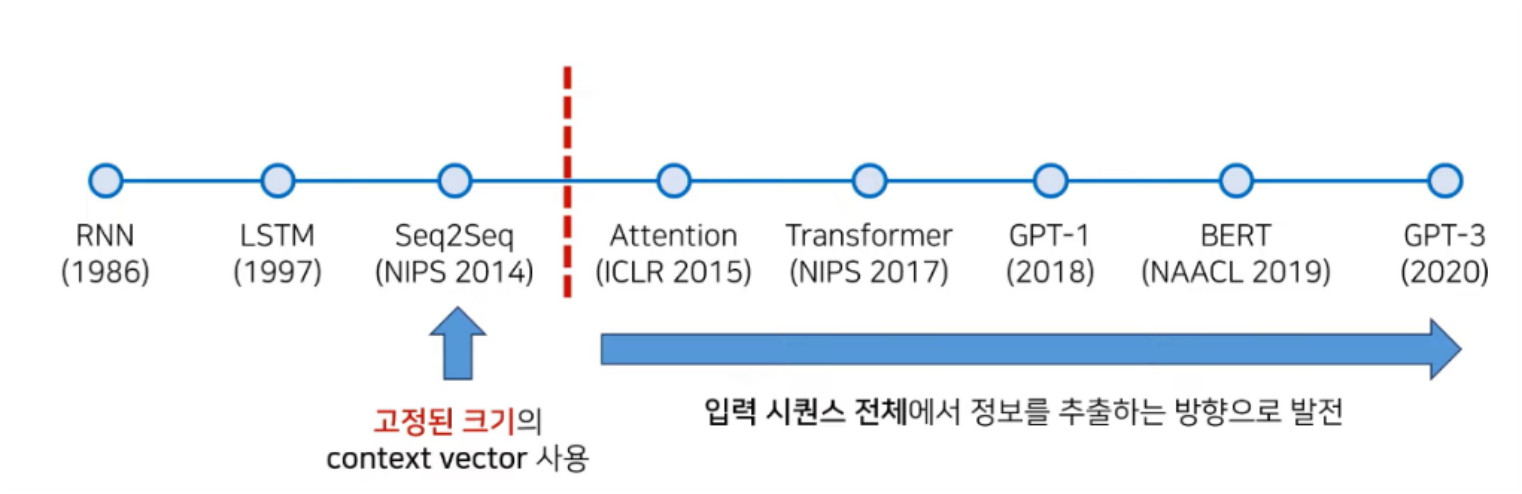 RNN
(1986)
LSTM
(1997)
Seq2Seq
(NIPS 2014)
Attention
(ICLR 2015)
Transformer
(NIPS 2017)
GPT-1
(2018)
BERT
(NAACL 2019)
GPT-3
(2020)
고정된 크기의
context vector 사용
입력 시퀀스 전체에서 정보를 추출하는 방향으로 발전